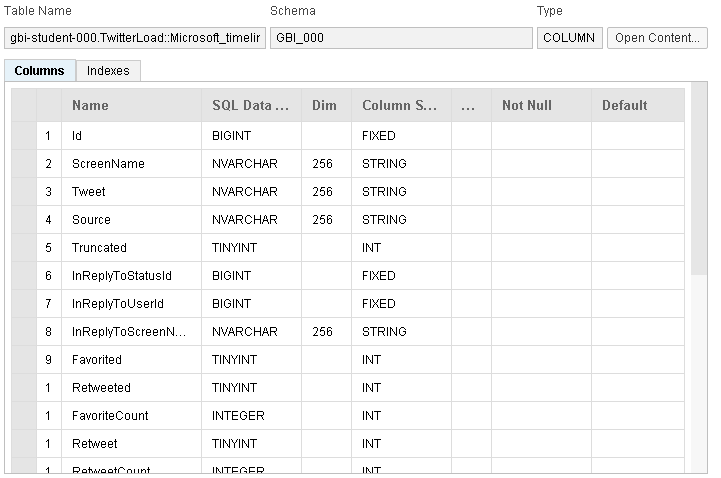 Table Name Schema Type
gbi-student-000.TwitterLoad::Microsoft_timelin GBI_000 COLUMN Open Content...
Columns Indexes
Name SQL Data ... Dim Column S... ... Not Null Default
1 Id BIGINT FIXED
2 ScreenName NVARCHAR 256 STRING
3 Tweet NVARCHAR 256 STRING
4 Source NVARCHAR 256 STRING
5 Truncated TINYINT INT
6 InReplyToStatusId BIGINT FIXED
7 InReplyToUserId BIGINT FIXED
8 InReplyToScreenN... NVARCHAR 256 STRING
9 Favorited TINYINT INT
1 Retweeted TINYINT INT
1 FavoriteCount INTEGER INT
1 Retweet TINYINT INT
1 RetweetCount INTEGER INT